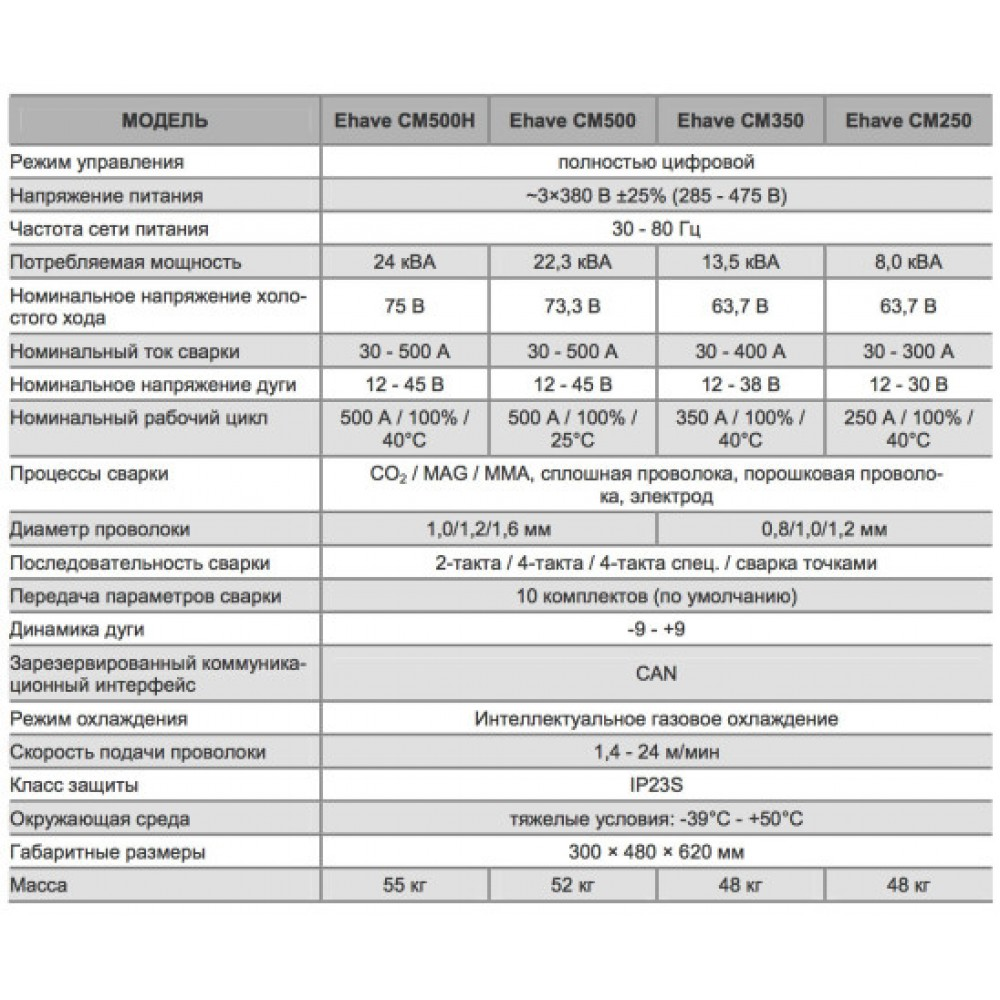 МОДЕЛЬ Ehave CM500H Ehave CM500 Ehave CM350 Ehave CM250
Режим управления полностью цифровой
Напряжение питания ~3×380 В ±25% (285 - 475 В)
Частота сети питания 30 - 80 Гц
Потребляемая мощность 24 кВА 22,3 кВА 13,5 кВА 8,0 кВА
Номинальное напряжение холо-
стого хода 75 В 73,3 В 63,7 В 63,7 В
Номинальный ток сварки 30 - 500 А 30 - 500 А 30 - 400 А 30 - 300 А
Номинальное напряжение дуги 12 - 45 В 12 - 45 В 12 - 38 В 12 - 30 В
Номинальный рабочий цикл 500 А / 100% / 500 А / 100% / 350 А / 100% / 250 А / 100% /
40°C 25°C 40°C 40°C
Процессы сварки CO₂ / MAG / MMA, сплошная проволока, порошковая проволо-
ка, электрод
Диаметр проволоки 1,0/1,2/1,6 мм 0,8/1,0/1,2 мм
Последовательность сварки 2-такта / 4-такта / 4-такта спец. / сварка точками
Передача параметров сварки 10 комплектов (по умолчанию)
Динамика дуги -9 - +9
Зарезервированный коммуника-
ционный интерфейс CAN
Режим охлаждения Интеллектуальное газовое охлаждение
Скорость подачи проволоки 1,4 - 24 м/мин
Класс защиты IP23S
Окружающая среда тяжелые условия: -39°C - +50°C
Габаритные размеры 300 × 480 × 620 мм
Масса 55 кг 52 кг 48 кг 48 кг